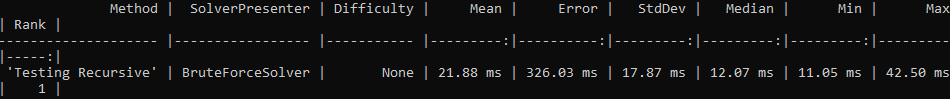 Method | SolverPresenter | Difficulty | Mean | Error | StdDev | Median | Min | Max
| Rank |
------------------- |---------------- |----------- |---------:|----------:|---------:|---------:|---------:|---------
|-----:|
'Testing Recursive' | BruteForceSolver | None | 21.88 ms | 326.03 ms | 17.87 ms | 12.07 ms | 11.05 ms | 42.50 ms
| 1 |